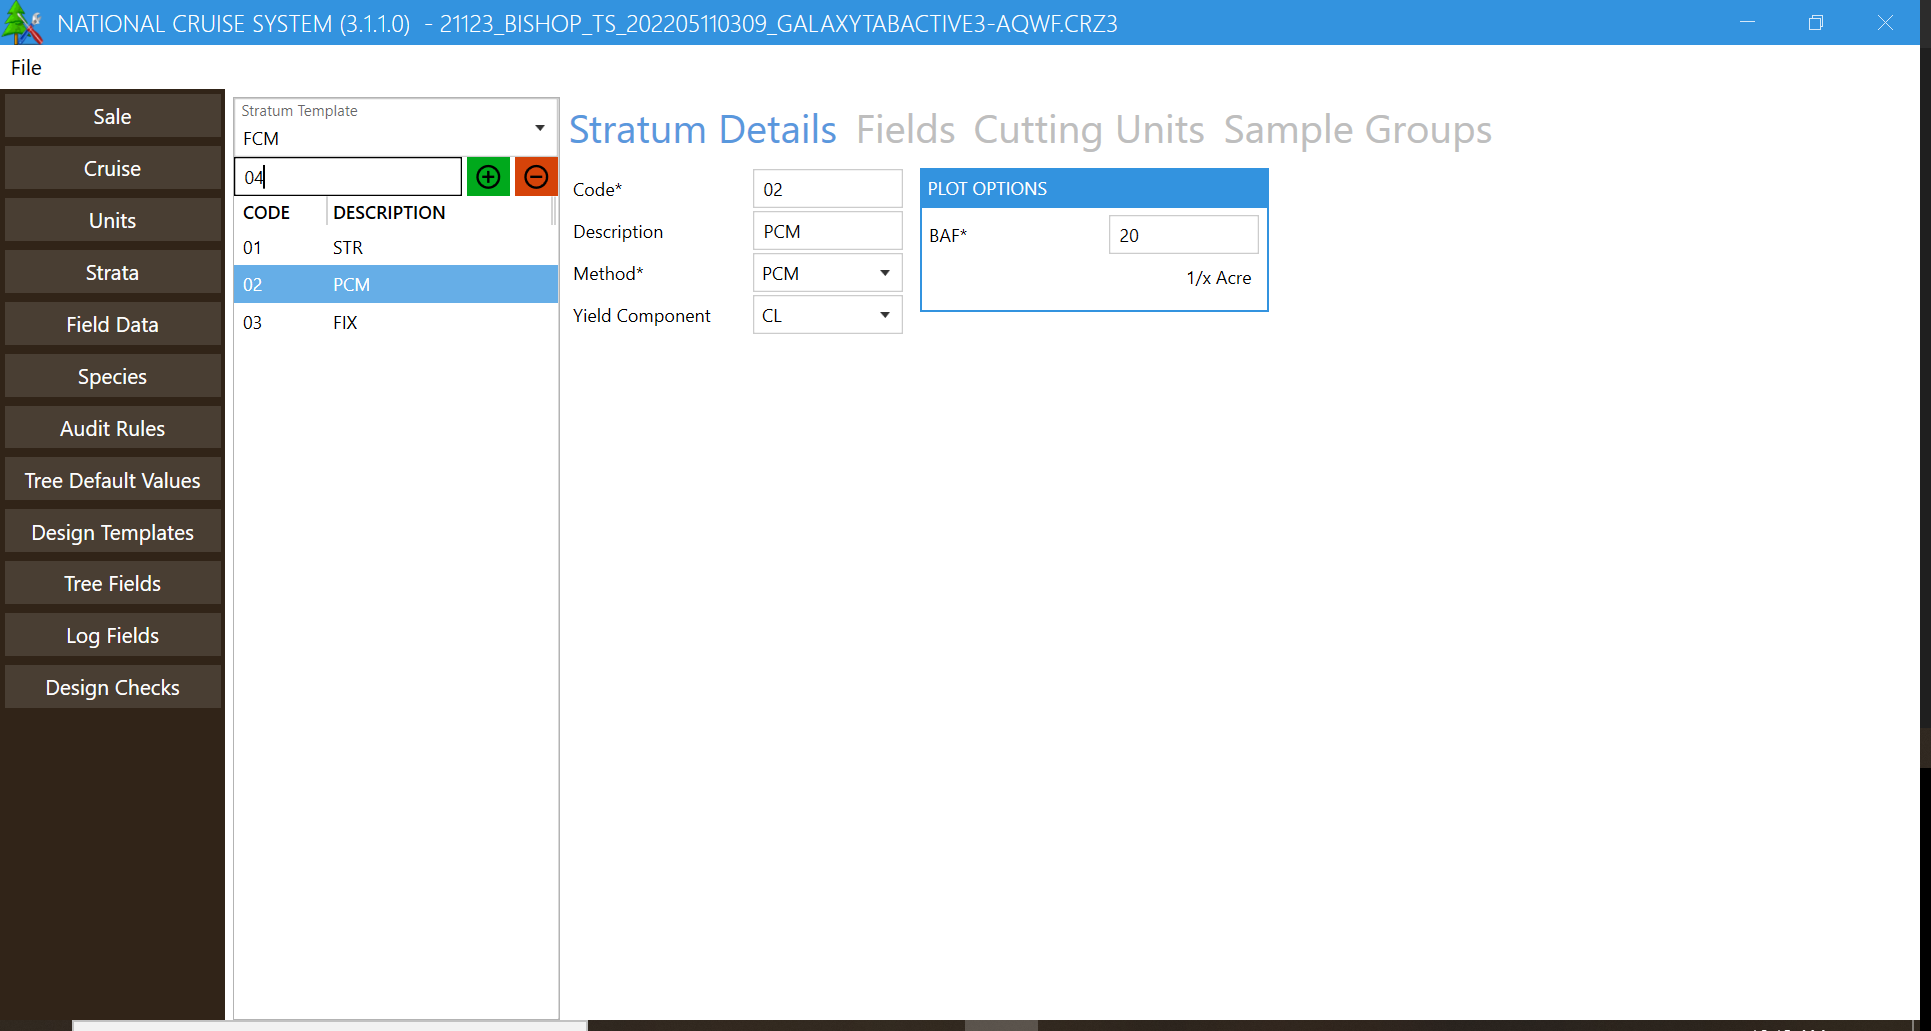 NATIONAL CRUISE SYSTEM (3.1.1.0) - 21123_BISHOP_TS_202205110309_GALAXYTABACTIVE3-AQWF.CRZ3
File
Sale
Cruise
Units
Strata
Field Data
Species
Audit Rules
Tree Default Values
Design Templates
Tree Fields
Log Fields
Design Checks
Stratum Template
FCM
04
CODE DESCRIPTION
01 STR
02 PCM
03 FIX
Stratum Details Fields Cutting Units Sample Groups
Code* 02
Description PCM
Method* PCM
Yield Component CL
PLOT OPTIONS
BAF* 20
1/x Acre